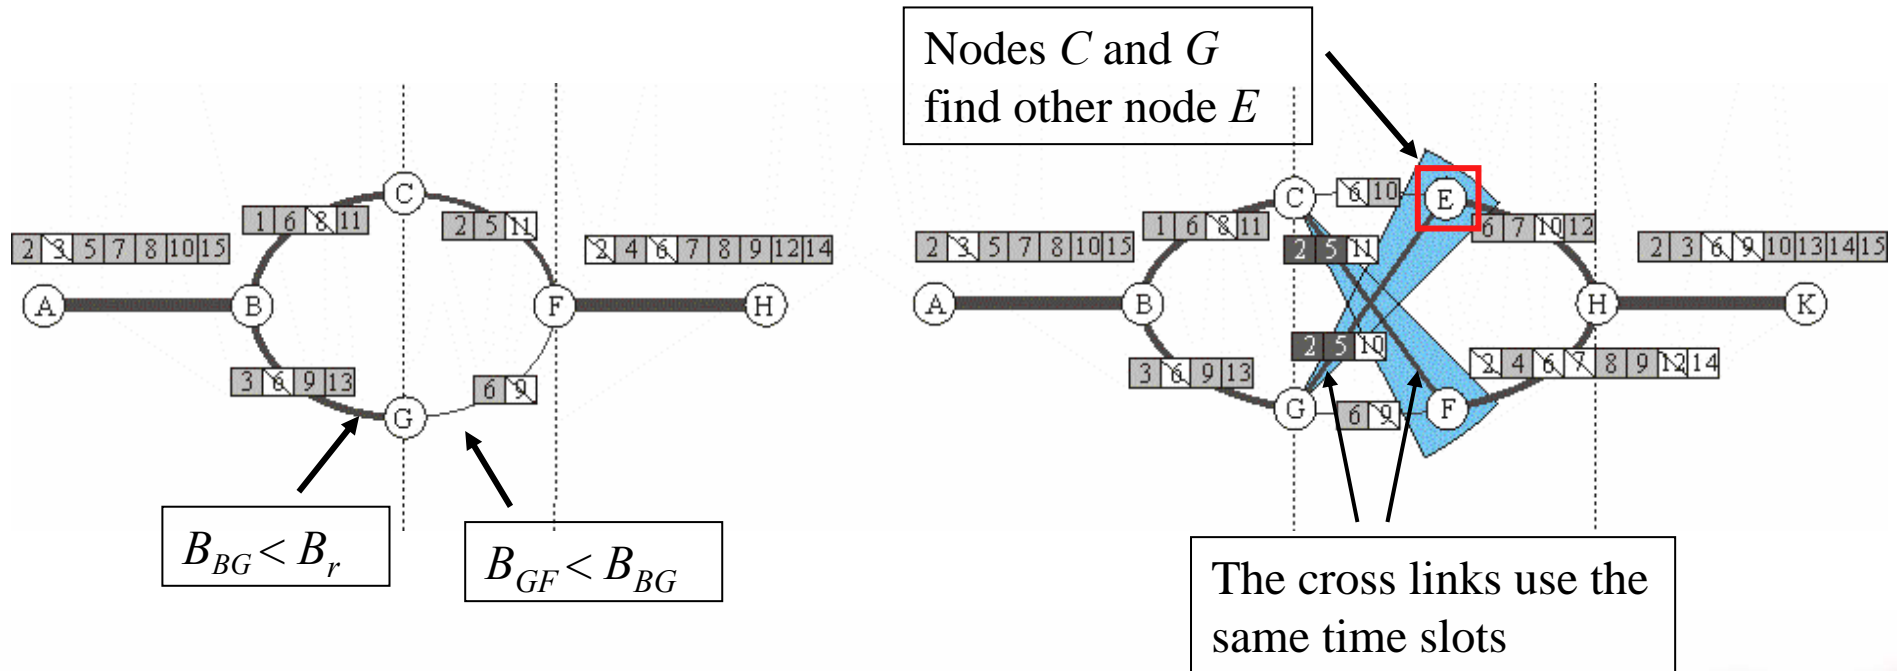 Nodes C and G
find other node E
C
1 6 8 11
2 5 11
2 3 5 7 8 10 15
2 4 6 7 8 9 12 14
A
B
F
H
3 6 9 13
6 9
G
B_BG < B_r
B_GF < B_BG
C
6 10
E
1 6 8 11
6 7 10 12
2 3 5 7 8 10 15
2 5 11
2 3 6 9 10 13 14 15
A
B
H
K
2 5 10
3 6 9 13
2 4 6 7 8 9 12 14
G
6 9
F
The cross links use the
same time slots